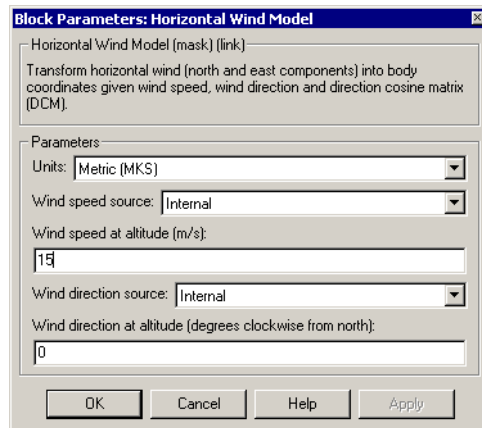 Block Parameters: Horizontal Wind Model
Horizontal Wind Model (mask) (link)
Transform horizontal wind (north and east components) into body
coordinates given wind speed, wind direction and direction cosine matrix
(DCM).
Parameters
Units: Metric (MKS)
Wind speed source: Internal
Wind speed at altitude (m/s):
15
Wind direction source: Internal
Wind direction at altitude (degrees clockwise from north):
0
OK Cancel Help Apply